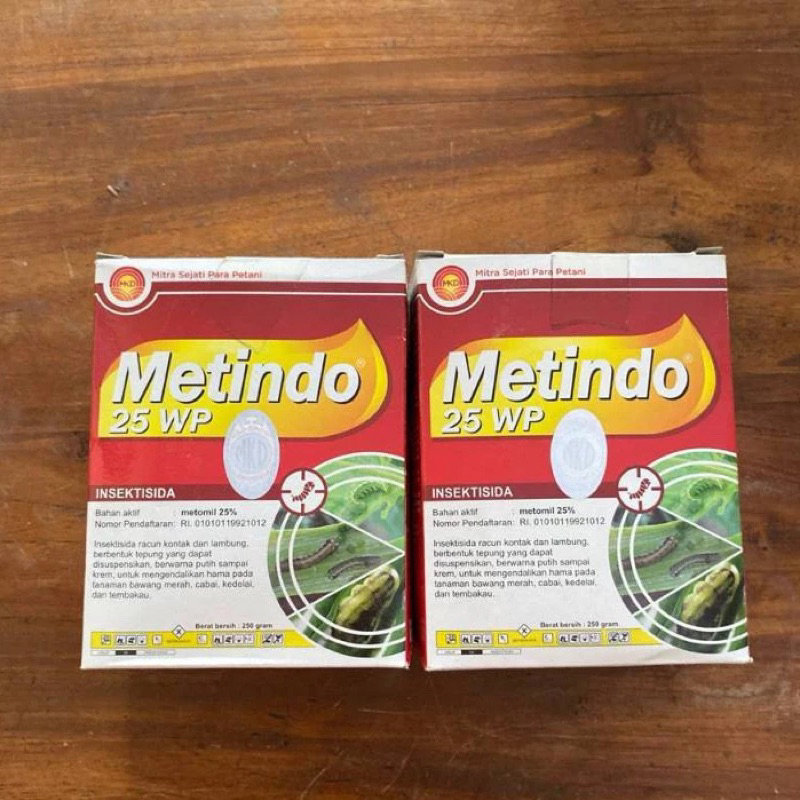 MKD
Mitra Sejati Para Petani
Metindo®
25 WP
MKD
INSEKTISIDA
Bahan aktif : metomil 25%
Nomor Pendaftaran: RI. 01010119921012
Insektisida racun kontak dan lambung,
berbentuk tepung yang dapat
disuspensikan, berwarna putih sampai
krem, untuk mengendalikan hama pada
tanaman bawang merah, cabai, kedelai,
dan tembakau.
Berat bersih : 250 gram
MKD
Mitra Sejati Para Petani
Metindo®
25 WP
INSEKTISIDA
Bahan aktif : metomil 25%
Nomor Pendaftaran: RI. 01010119921012
Insektisida racun kontak dan lambung,
berbentuk tepung yang dapat
disuspensikan, berwarna putih sampai
krem, untuk mengendalikan hama pada
tanaman bawang merah, cabai, kedelai,
dan tembakau.
Berat bersih : 250 gram